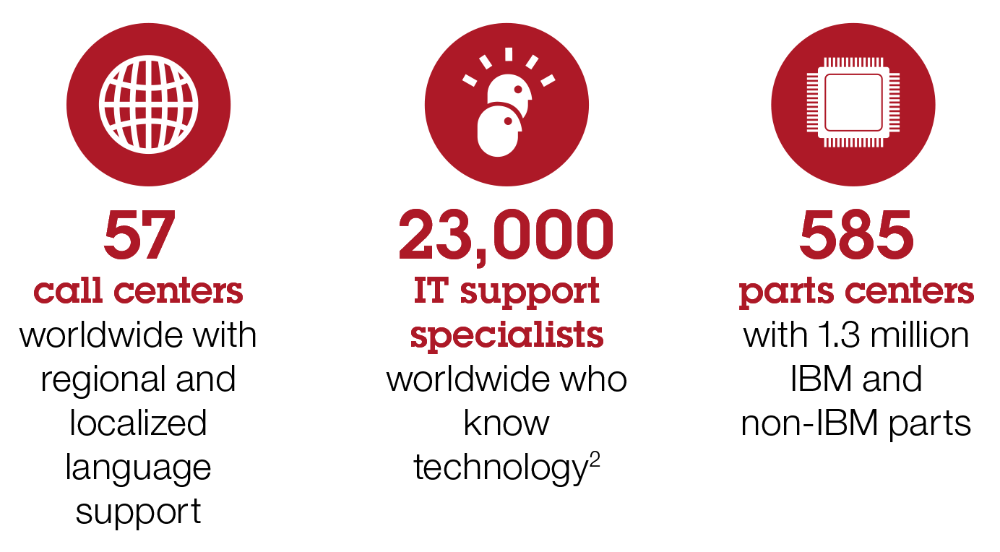 57
call centers
worldwide with
regional and
localized
language
support
23,000
IT support
specialists
worldwide who
know
technology²
585
parts centers
with 1.3 million
IBM and
non-IBM parts